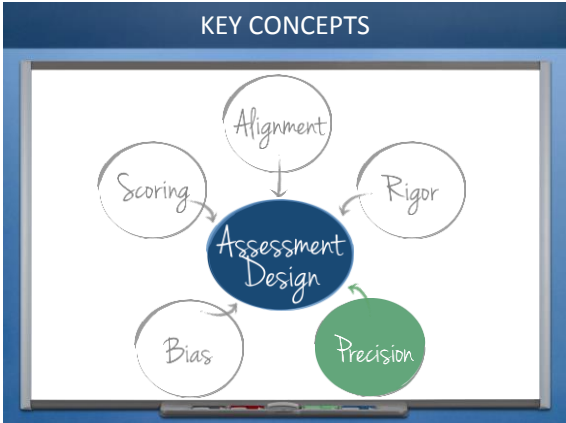 KEY CONCEPTS
Alignment
Scoring
Rigor
Assessment
Design
Bias
Precision